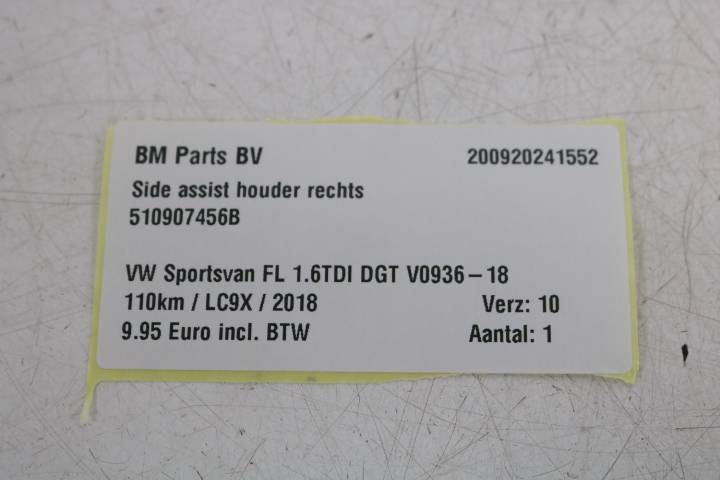 BM Parts BV 200920241552
Side assist houder rechts
510907456B
VW Sportsvan FL 1.6TDI DGT V0936-18
110km / LC9X / 2018 Verz: 10
9.95 Euro incl. BTW Aantal: 1